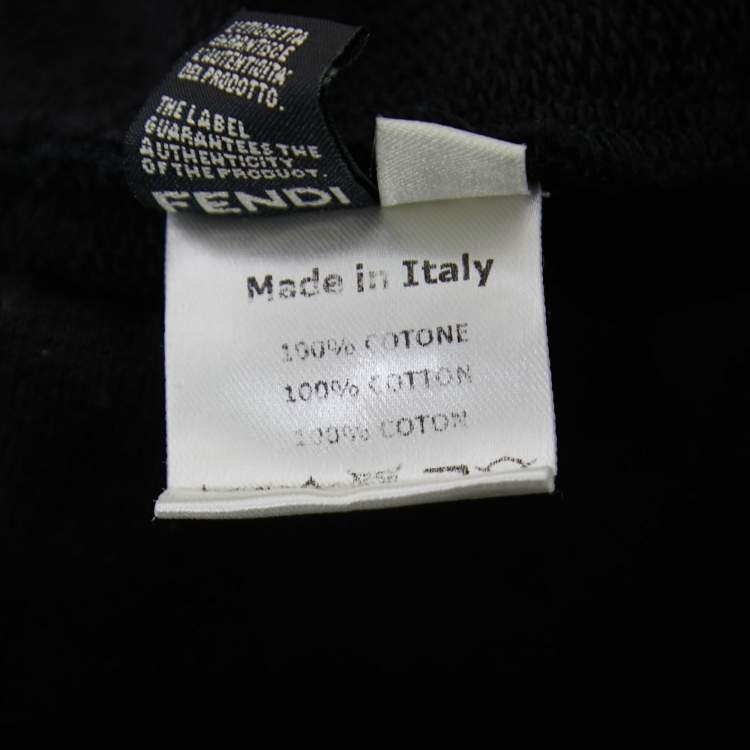 L'ETICHETTA
GARANTISCE
L'AUTENTICITA'
DEL PRODOTTO.
THE LABEL
GUARANTEES THE
AUTHENTICITY
OF THE PRODUCT.
FENDI
Made in Italy
100% COTONE
100% COTTON
100% COTON